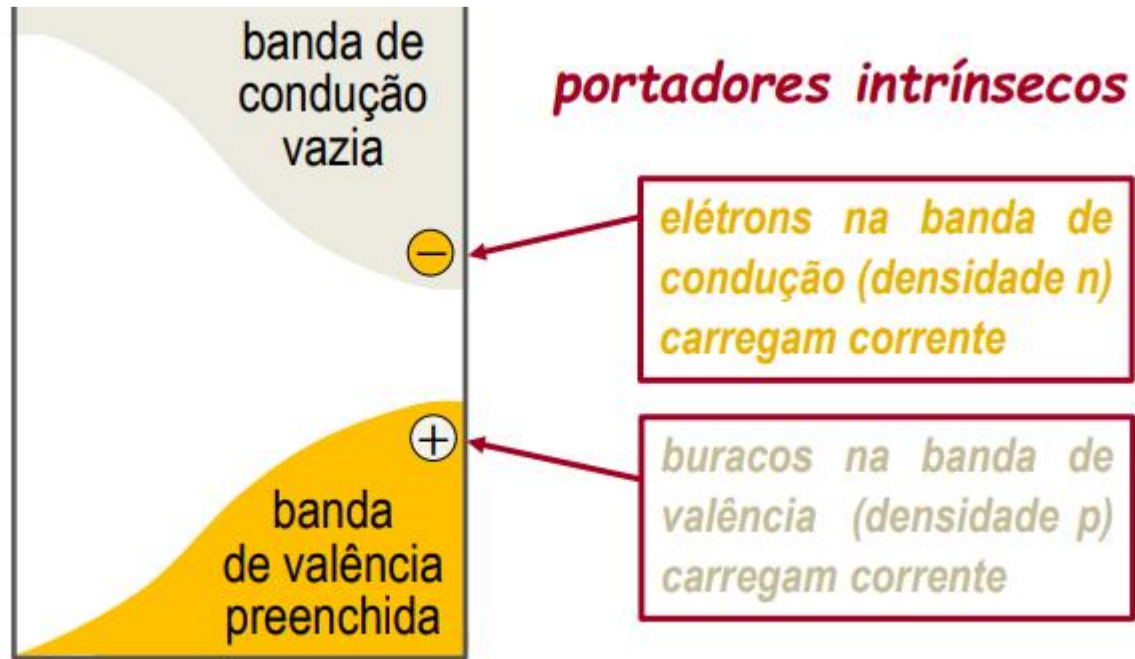 banda de
condução
vazia
portadores intrínsecos
−
elétrons na banda de
condução (densidade n)
carregam corrente
+
buracos na banda de
valência (densidade p)
carregam corrente
banda
de valência
preenchida